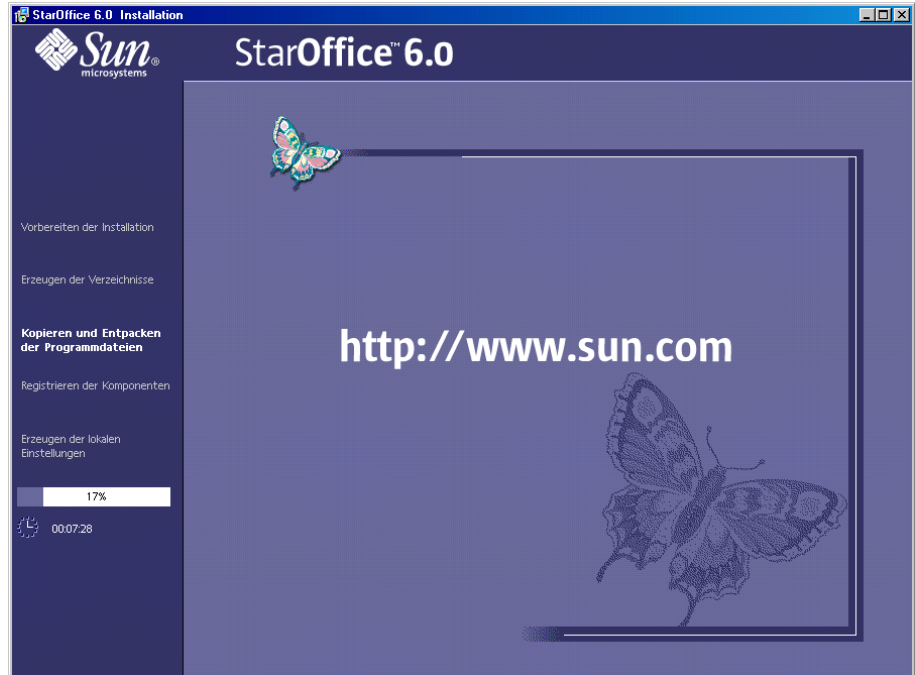 StarOffice 6.0 Installation
Sun®
microsystems
StarOffice™ 6.0
Vorbereiten der Installation
Erzeugen der Verzeichnisse
Kopieren und Entpacken
der Programmdateien
Registrieren der Komponenten
Erzeugen der lokalen
Einstellungen
17%
00:07:28
http://www.sun.com